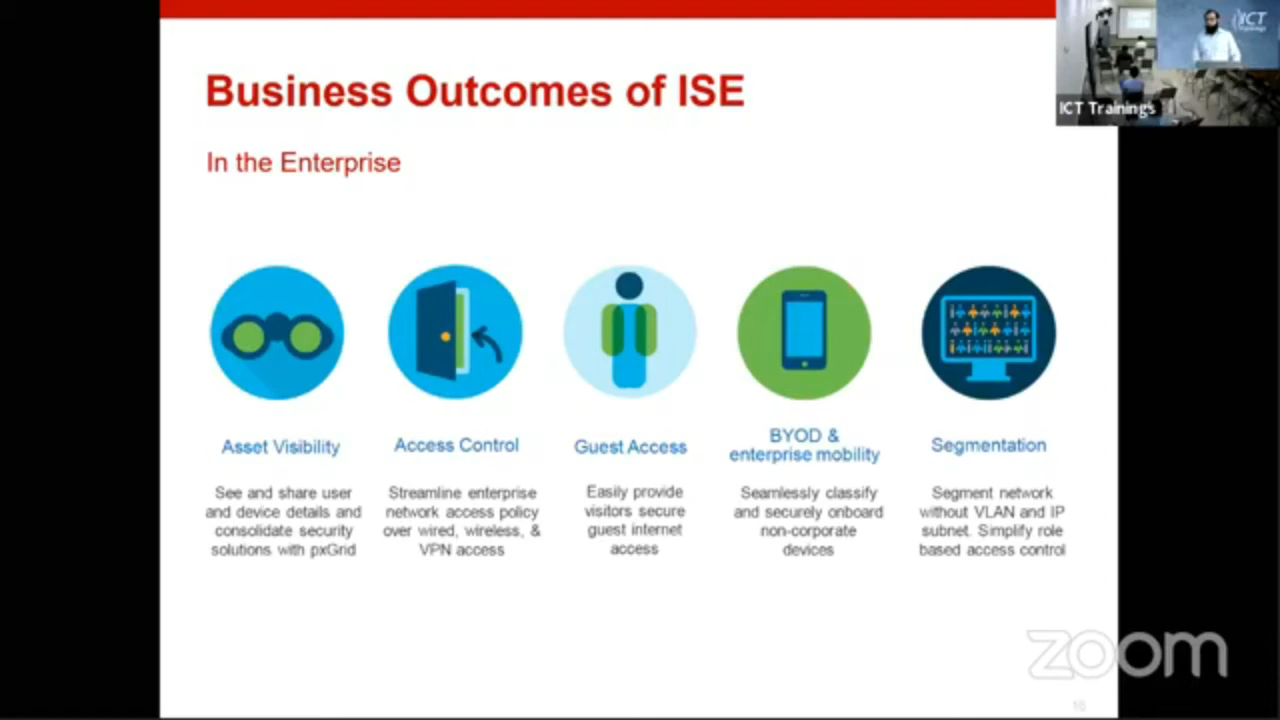 Business Outcomes of ISE
In the Enterprise
ICT
Trainings
ICT Trainings
Asset Visibility
See and share user
and device details and
consolidate security
solutions with pxGrid
Access Control
Streamline enterprise
network access policy
over wired, wireless, &
VPN access
Guest Access
Easily provide
visitors secure
guest internet
access
BYOD &
enterprise mobility
Seamlessly classify
and securely onboard
non-corporate
devices
Segmentation
Segment network
without VLAN and IP
subnet. Simplify role
based access control
zoom